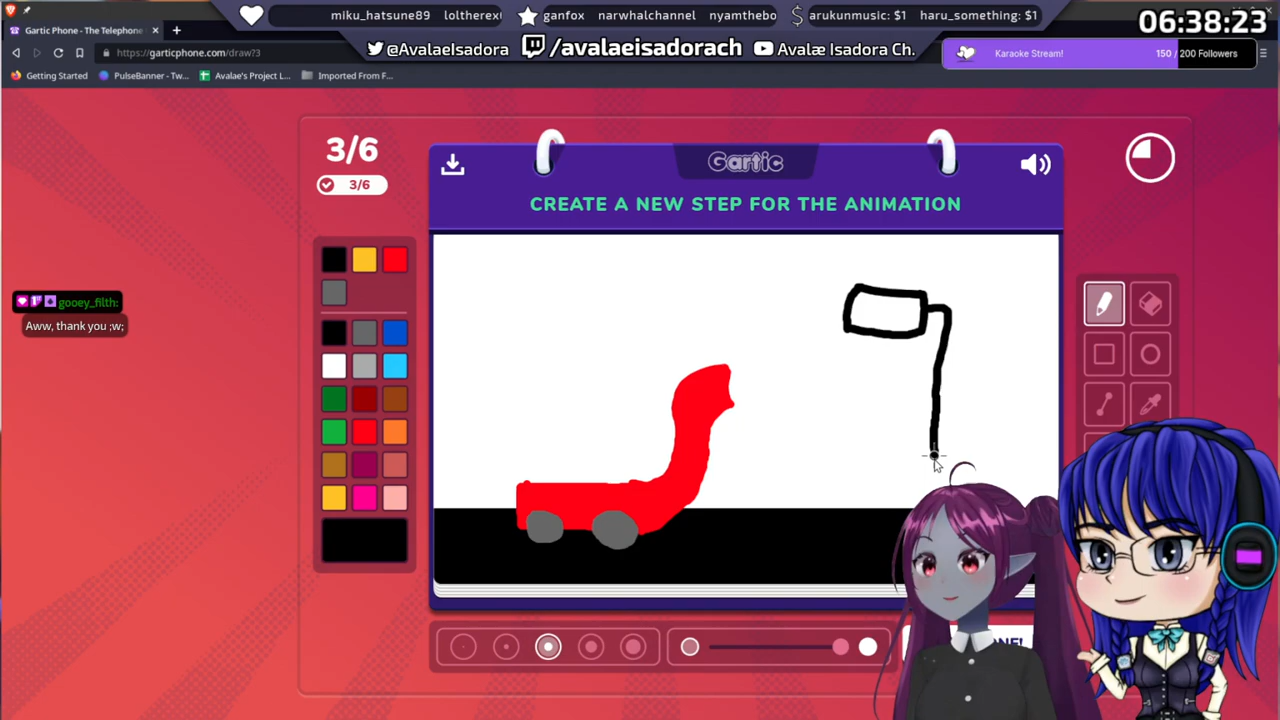 miku_hatsune89 loltherex
ganfox narwhalchannel nyamthebo
arukunmusic: $1 haru_something: $1
06:38:23
Gartic Phone - The Telephone
https://garticphone.com/draw?3
@AvalaeIsadora
/avalaeisadorach
Avalæ Isadora Ch.
Karaoke Stream!
150 / 200 Followers
Getting Started
PulseBanner - Tw...
Avalae's Project L...
Imported From F...
3/6
3/6
Gartic
CREATE A NEW STEP FOR THE ANIMATION
gooey_filth:
Aww, thank you ;w;